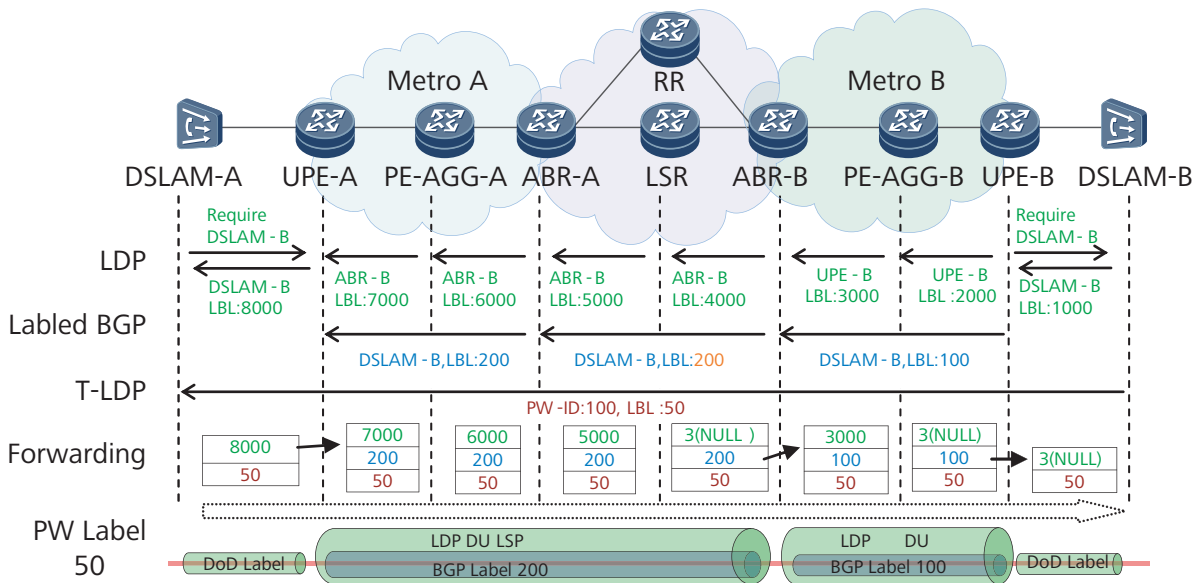 RR
Metro A
Metro B
DSLAM-A
UPE-A
PE-AGG-A
ABR-A
LSR
ABR-B
PE-AGG-B
UPE-B
DSLAM-B
LDP
Require
DSLAM - B
DSLAM - B
LBL:8000
ABR - B
LBL:7000
ABR - B
LBL:6000
ABR - B
LBL:5000
ABR - B
LBL:4000
UPE - B
LBL:3000
UPE - B
LBL :2000
Require
DSLAM - B
DSLAM - B
LBL:1000
Labled BGP
DSLAM - B,LBL:200
DSLAM - B,LBL:200
DSLAM - B,LBL:100
T-LDP
PW -ID:100, LBL :50
Forwarding
8000
50
7000
200
50
6000
200
50
5000
200
50
3(NULL )
200
50
3000
100
50
3(NULL)
100
50
3(NULL)
50
PW Label
50
DoD Label
LDP DU LSP
BGP Label 200
LDP DU
BGP Label 100
DoD Label